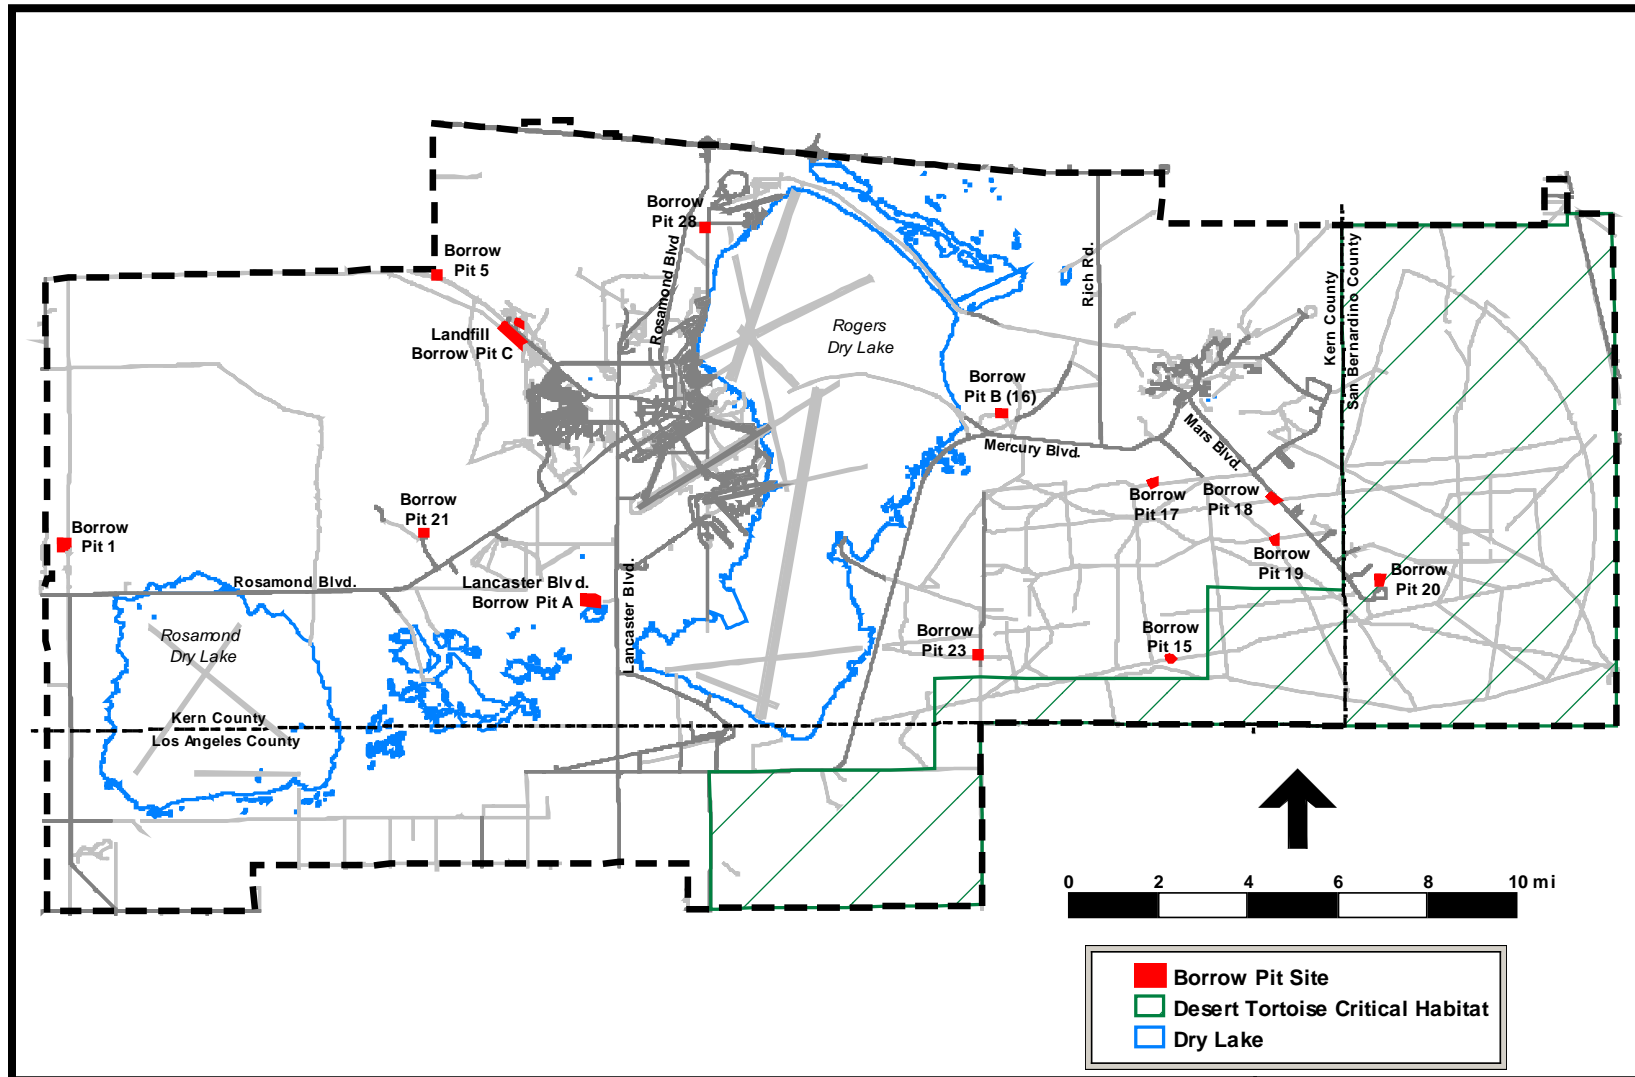 Borrow
Pit 28
Borrow
Pit 5
Rosamond Blvd
Landfill
Borrow Pit C
Rogers
Dry Lake
Rich Rd.
Kern County
San Bernardino County
Borrow
Pit B (16)
Mercury Blvd.
Mars Blvd.
Borrow
Pit 17
Borrow
Pit 18
Borrow
Pit 19
Borrow
Pit 20
Borrow
Pit 21
Borrow
Pit 1
Rosamond Blvd.
Lancaster Blvd.
Borrow Pit A
Lancaster Blvd.
Borrow
Pit 23
Borrow
Pit 15
Rosamond
Dry Lake
Kern County
Los Angeles County
0 2 4 6 8 10 mi
Borrow Pit Site
Desert Tortoise Critical Habitat
Dry Lake